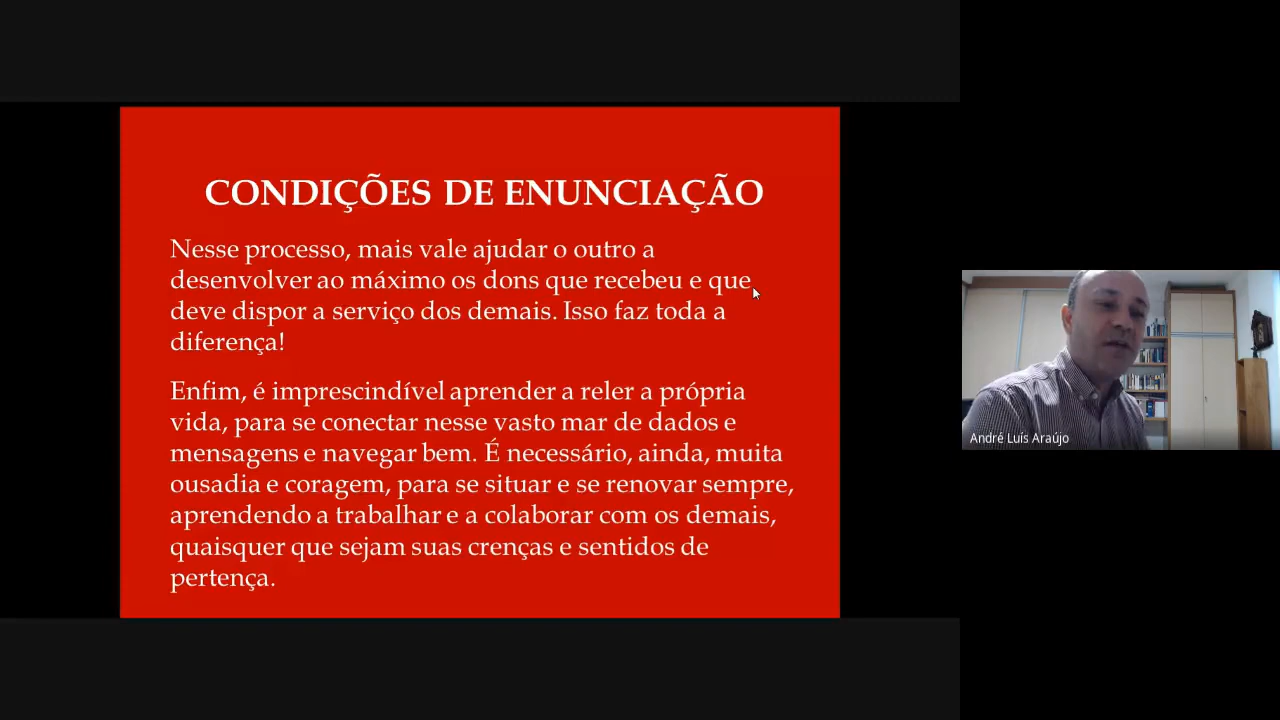 CONDIÇÕES DE ENUNCIAÇÃO
Nesse processo, mais vale ajudar o outro a
desenvolver ao máximo os dons que recebeu e que
deve dispor a serviço dos demais. Isso faz toda a
diferença!
Enfim, é imprescindível aprender a reler a própria
vida, para se conectar nesse vasto mar de dados e
mensagens e navegar bem. É necessário, ainda, muita
ousadia e coragem, para se situar e se renovar sempre,
aprendendo a trabalhar e a colaborar com os demais,
quaisquer que sejam suas crenças e sentidos de
pertença.
André Luís Araújo